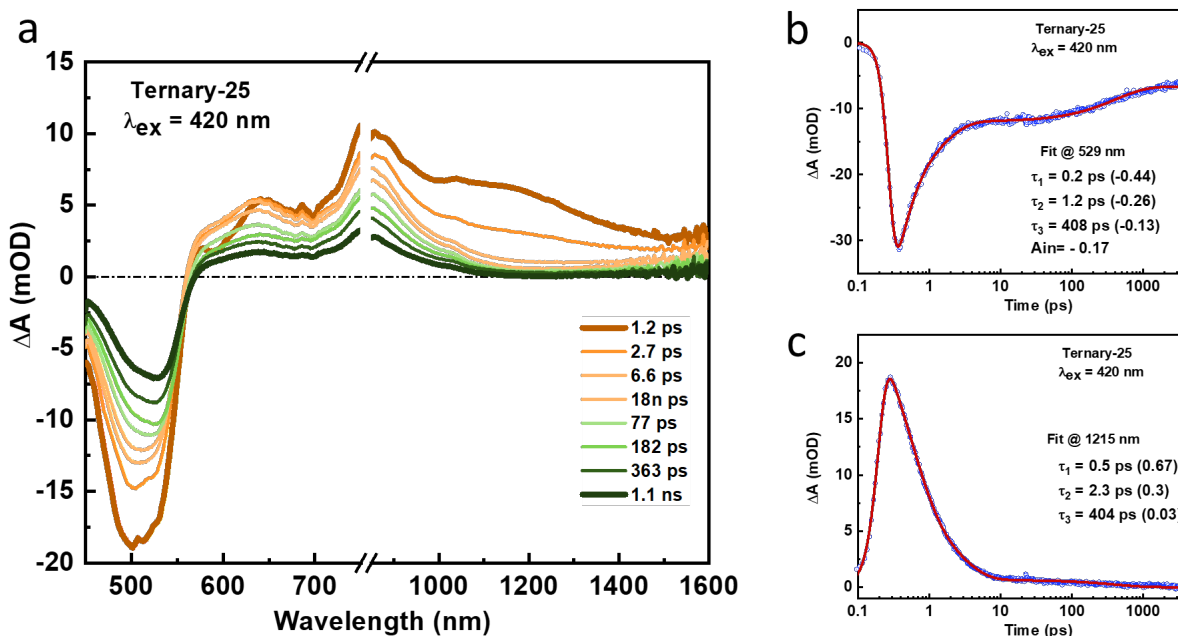 a
Ternary-25
λex = 420 nm
ΔA (mOD)
15
10
5
0
-5
-10
-15
-20
1.2 ps
2.7 ps
6.6 ps
18n ps
77 ps
182 ps
363 ps
1.1 ns
500 600 700 1000 1200 1400 1600
Wavelength (nm)
b
Ternary-25
λex = 420 nm
ΔA (mOD)
0
-10
-20
-30
Fit @ 529 nm
τ1 = 0.2 ps (-0.44)
τ2 = 1.2 ps (-0.26)
τ3 = 408 ps (-0.13)
Ain= - 0.17
0.1 1 10 100 1000
Time (ps)
c
Ternary-25
λex = 420 nm
ΔA (mOD)
20
15
10
5
0
Fit @ 1215 nm
τ1 = 0.5 ps (0.67)
τ2 = 2.3 ps (0.3)
τ3 = 404 ps (0.03)
0.1 1 10 100 1000
Time (ps)